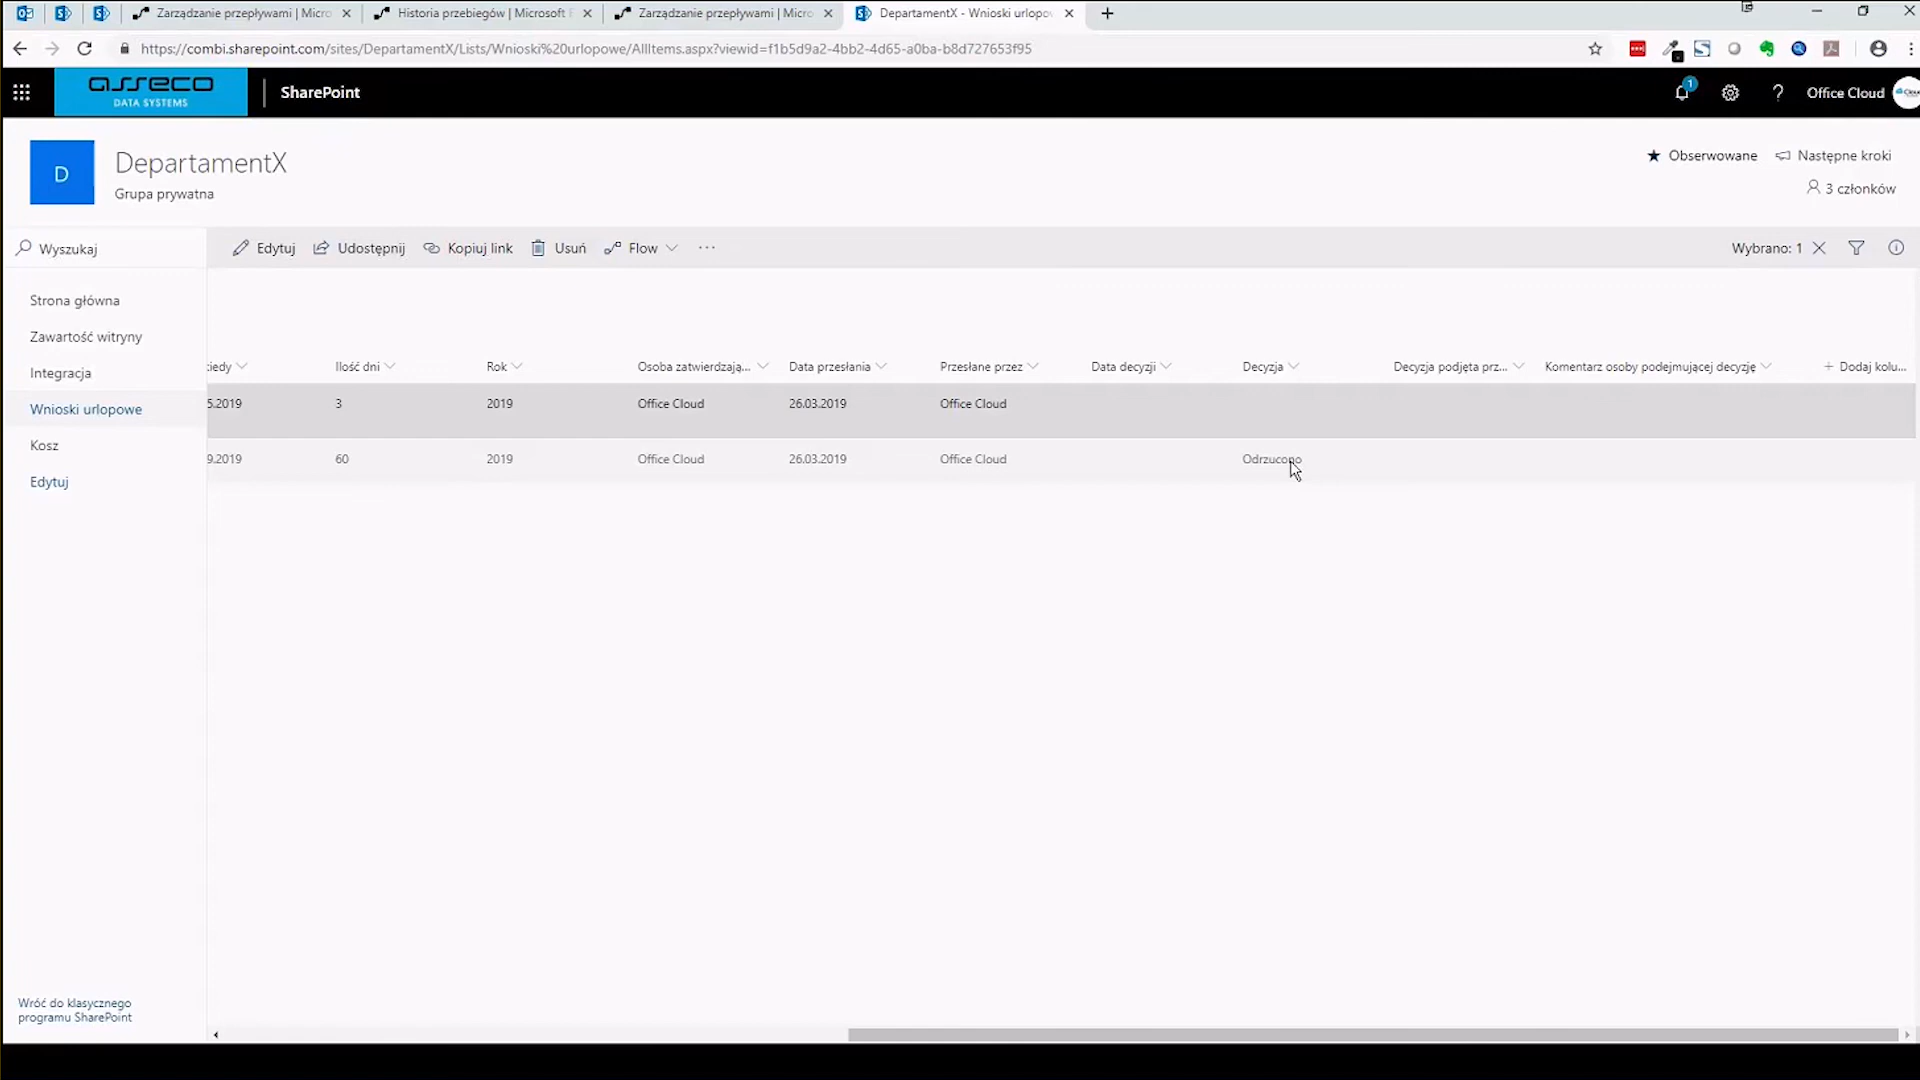 Zarządzanie przepływami | Micro
Historia przebiegów | Microsoft F
Zarządzanie przepływami | Micro
DepartamentX - Wnioski urlopo
https://combi.sharepoint.com/sites/DepartamentX/Lists/Wnioski%20urlopowe/AllItems.aspx?viewid=f1b5d9a2-4bb2-4d65-a0ba-b8d727653f95
asseco
DATA SYSTEMS
SharePoint
1
?
Office Cloud
D
DepartamentX
Grupa prywatna
Obserwowane
Następne kroki
3 członków
Wyszukaj
Edytuj
Udostępnij
Kopiuj link
Usuń
Flow
Wybrano: 1
Strona główna
Zawartość witryny
Integracja
Wnioski urlopowe
Kosz
Edytuj
Wróć do klasycznego
programu SharePoint
Ilość dni Rok Osoba zatwierdzają... Data przesłania Przesłane przez Data decyzji Decyzja Decyzja podjęta prz... Komentarz osoby podejmującej decyzję + Dodaj kolu...
5.2019 3 2019 Office Cloud 26.03.2019 Office Cloud
9.2019 60 2019 Office Cloud 26.03.2019 Office Cloud Odrzucono